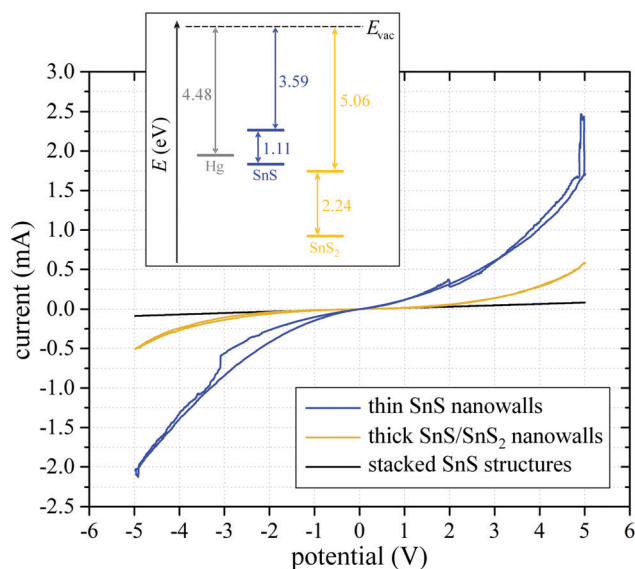 E_vac
4.48
3.59
5.06
1.11
2.24
Hg
SnS
SnS₂
E (eV)
3.0
2.5
2.0
1.5
1.0
0.5
0.0
-0.5
-1.0
-1.5
-2.0
-2.5
current (mA)
thin SnS nanowalls
thick SnS/SnS₂ nanowalls
stacked SnS structures
-6 -5 -4 -3 -2 -1 0 1 2 3 4 5 6
potential (V)